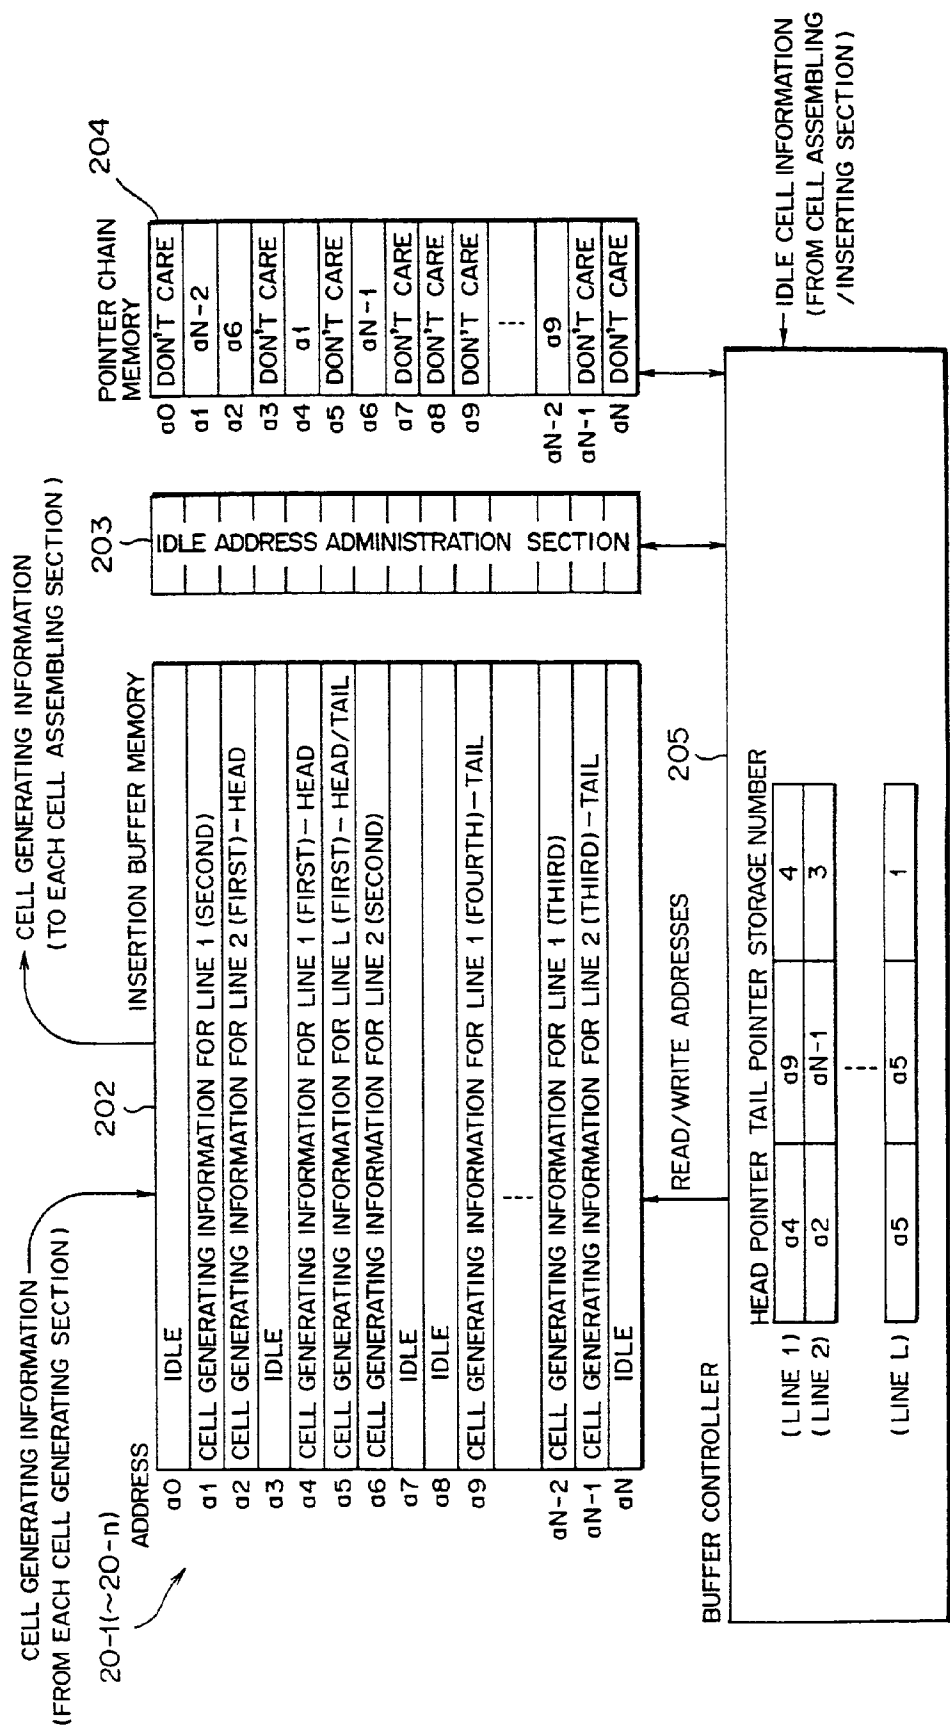 CELL GENERATING INFORMATION
(FROM EACH CELL GENERATING SECTION)
CELL GENERATING INFORMATION
(TO EACH CELL ASSEMBLING SECTION)
20-1(~20-n)
ADDRESS
202
INSERTION BUFFER MEMORY
a0 IDLE
a1 CELL GENERATING INFORMATION FOR LINE 1 (SECOND)
a2 CELL GENERATING INFORMATION FOR LINE 2 (FIRST)-HEAD
a3 IDLE
a4 CELL GENERATING INFORMATION FOR LINE 1 (FIRST)-HEAD
a5 CELL GENERATING INFORMATION FOR LINE L (FIRST)-HEAD/TAIL
a6 CELL GENERATING INFORMATION FOR LINE 2 (SECOND)
a7 IDLE
a8 IDLE
a9 CELL GENERATING INFORMATION FOR LINE 1 (FOURTH)-TAIL
aN-2 CELL GENERATING INFORMATION FOR LINE 1 (THIRD)
aN-1 CELL GENERATING INFORMATION FOR LINE 2 (THIRD)-TAIL
aN IDLE
203
IDLE ADDRESS ADMINISTRATION SECTION
POINTER CHAIN
MEMORY
204
a0 DON'T CARE
a1 aN-2
a2 a6
a3 DON'T CARE
a4 a1
a5 DON'T CARE
a6 aN-1
a7 DON'T CARE
a8 DON'T CARE
a9 DON'T CARE
aN-2 a9
aN-1 DON'T CARE
aN DON'T CARE
READ/WRITE ADDRESSES
205
BUFFER CONTROLLER
HEAD POINTER TAIL POINTER STORAGE NUMBER
(LINE 1) a4 a9 4
(LINE 2) a2 aN-1 3
(LINE L) a5 a5 1
IDLE CELL INFORMATION
(FROM CELL ASSEMBLING
/INSERTING SECTION)